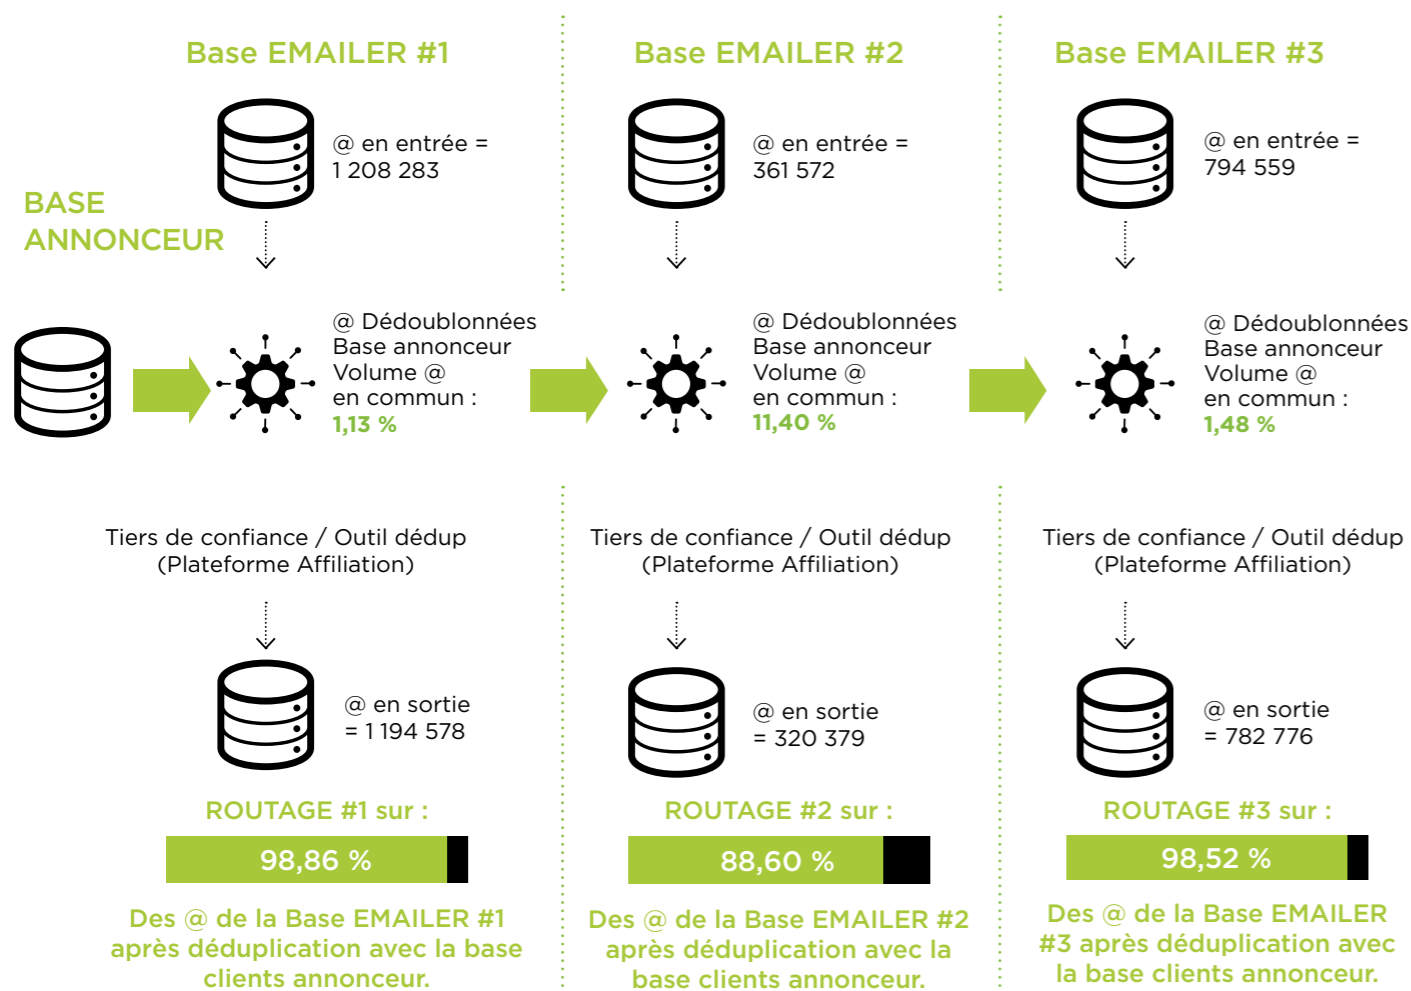 Base EMAILER #1
@ en entrée =
1 208 283
BASE
ANNONCEUR
@ Dédoublonnées
Base annonceur
Volume @
en commun :
1,13 %
Tiers de confiance / Outil dédup
(Plateforme Affiliation)
@ en sortie
= 1 194 578
ROUTAGE #1 sur :
98,86 %
Des @ de la Base EMAILER #1
après déduplication avec la base
clients annonceur.
Base EMAILER #2
@ en entrée =
361 572
@ Dédoublonnées
Base annonceur
Volume @
en commun :
11,40 %
Tiers de confiance / Outil dédup
(Plateforme Affiliation)
@ en sortie
= 320 379
ROUTAGE #2 sur :
88,60 %
Des @ de la Base EMAILER #2
après déduplication avec la
base clients annonceur.
Base EMAILER #3
@ en entrée =
794 559
@ Dédoublonnées
Base annonceur
Volume @
en commun :
1,48 %
Tiers de confiance / Outil dédup
(Plateforme Affiliation)
@ en sortie
= 782 776
ROUTAGE #3 sur :
98,52 %
Des @ de la Base EMAILER
#3 après déduplication avec
la base clients annonceur.